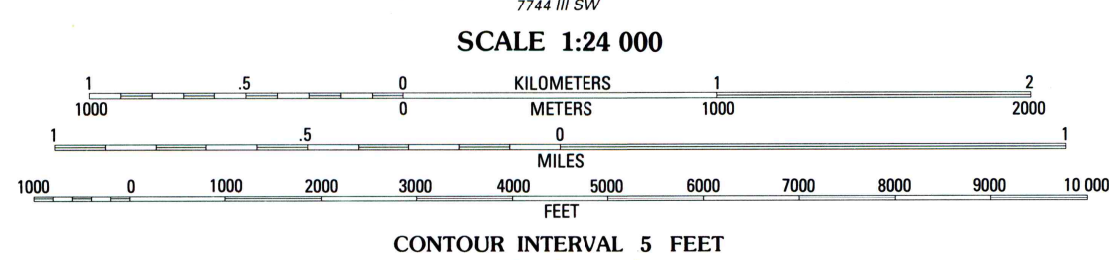 7744 III SW
SCALE 1:24 000
1 .5 0 KILOMETERS 1 2
1000 0 METERS 1000 2000
1 .5 0 1
MILES
1000 0 1000 2000 3000 4000 5000 6000 7000 8000 9000 10 000
FEET
CONTOUR INTERVAL 5 FEET